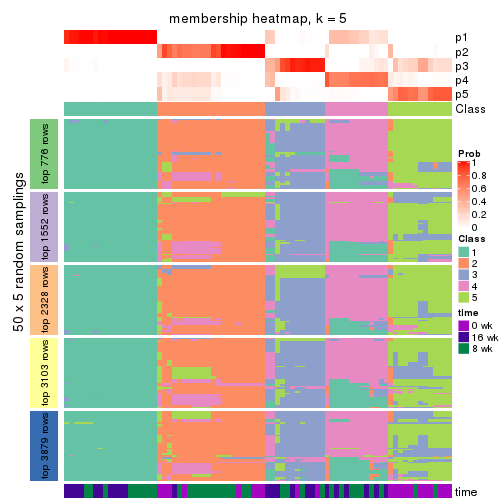 membership heatmap, k = 5
p1
p2
p3
p4
p5
Class
50 x 5 random samplings
top 776 rows
top 1552 rows
top 2328 rows
top 3103 rows
top 3879 rows
time
Prob
1
0.8
0.6
0.4
0.2
0
Class
1
2
3
4
5
time
0 wk
16 wk
8 wk